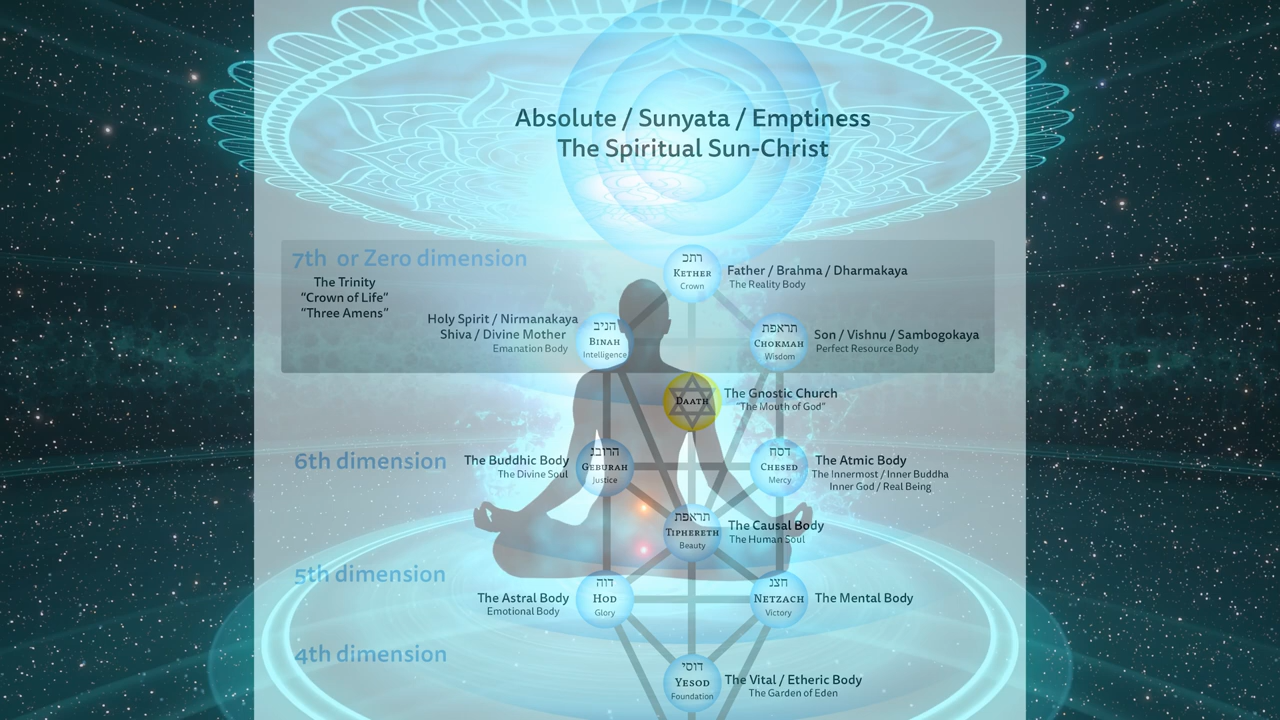 Absolute / Sunyata / Emptiness
The Spiritual Sun-Christ
7th or Zero dimension
The Trinity
“Crown of Life”
“Three Amens”
כתר
KETHER
Crown
Father / Brahma / Dharmakaya
The Reality Body
Holy Spirit / Nirmanakaya
Shiva / Divine Mother
Emanation Body
בינה
BINAH
Intelligence
תפארת
CHOKMAH
Wisdom
Son / Vishnu / Sambogokaya
Perfect Resource Body
DAATH
The Gnostic Church
“The Mouth of God”
6th dimension
The Buddhic Body
The Divine Soul
גבורה
GEBURAH
Justice
חסד
CHESED
Mercy
The Atmic Body
The Innermost / Inner Buddha
Inner God / Real Being
תפארת
TIPHERETH
Beauty
The Causal Body
The Human Soul
5th dimension
The Astral Body
Emotional Body
הוד
HOD
Glory
נצח
NETZACH
Victory
The Mental Body
4th dimension
יסוד
YESOD
Foundation
The Vital / Etheric Body
The Garden of Eden